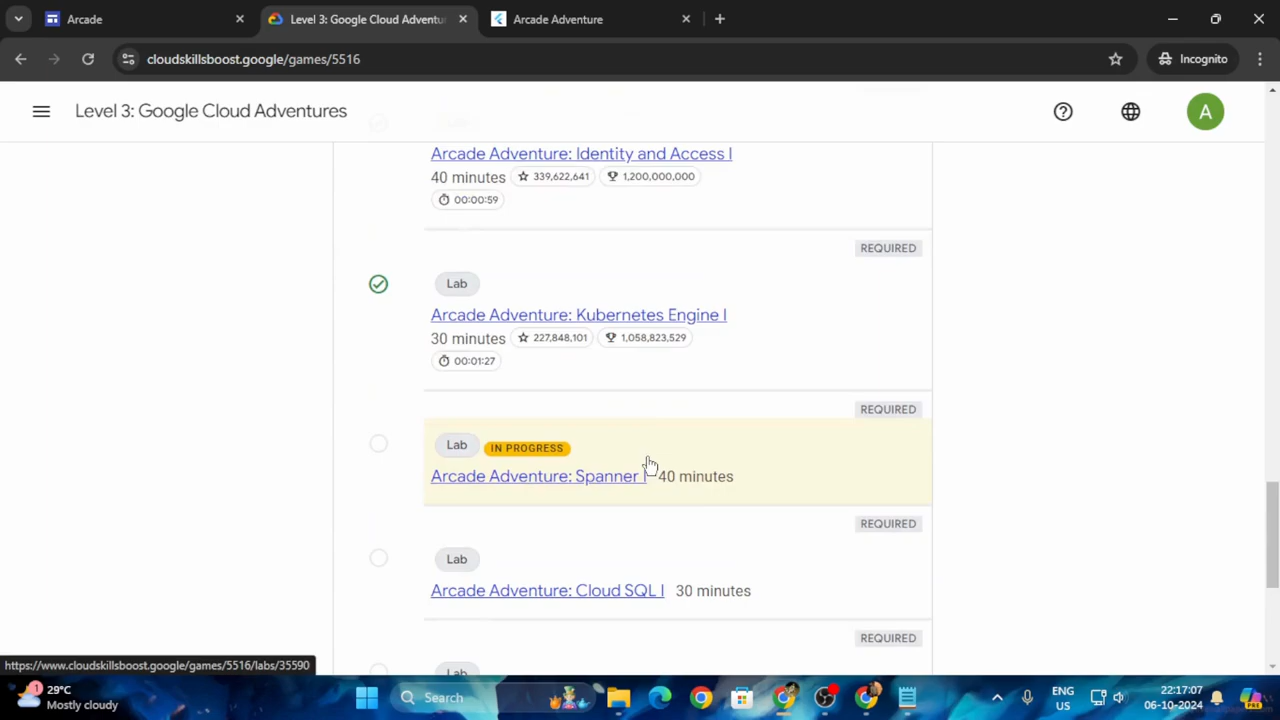 Arcade
Level 3: Google Cloud Adventu
Arcade Adventure
cloudskillsboost.google/games/5516
Incognito
Level 3: Google Cloud Adventures
A
Arcade Adventure: Identity and Access I
40 minutes 339,622,641 1,200,000,000
00:00:59
REQUIRED
Lab
Arcade Adventure: Kubernetes Engine I
30 minutes 227,848,101 1,058,823,529
00:01:27
REQUIRED
Lab IN PROGRESS
Arcade Adventure: Spanner I 40 minutes
REQUIRED
Lab
Arcade Adventure: Cloud SQL I 30 minutes
REQUIRED
Lab
https://www.cloudskillsboost.google/games/5516/labs/35590
1
29°C
Mostly cloudy
Search
ENG
US
22:17:07
06-10-2024
PRE